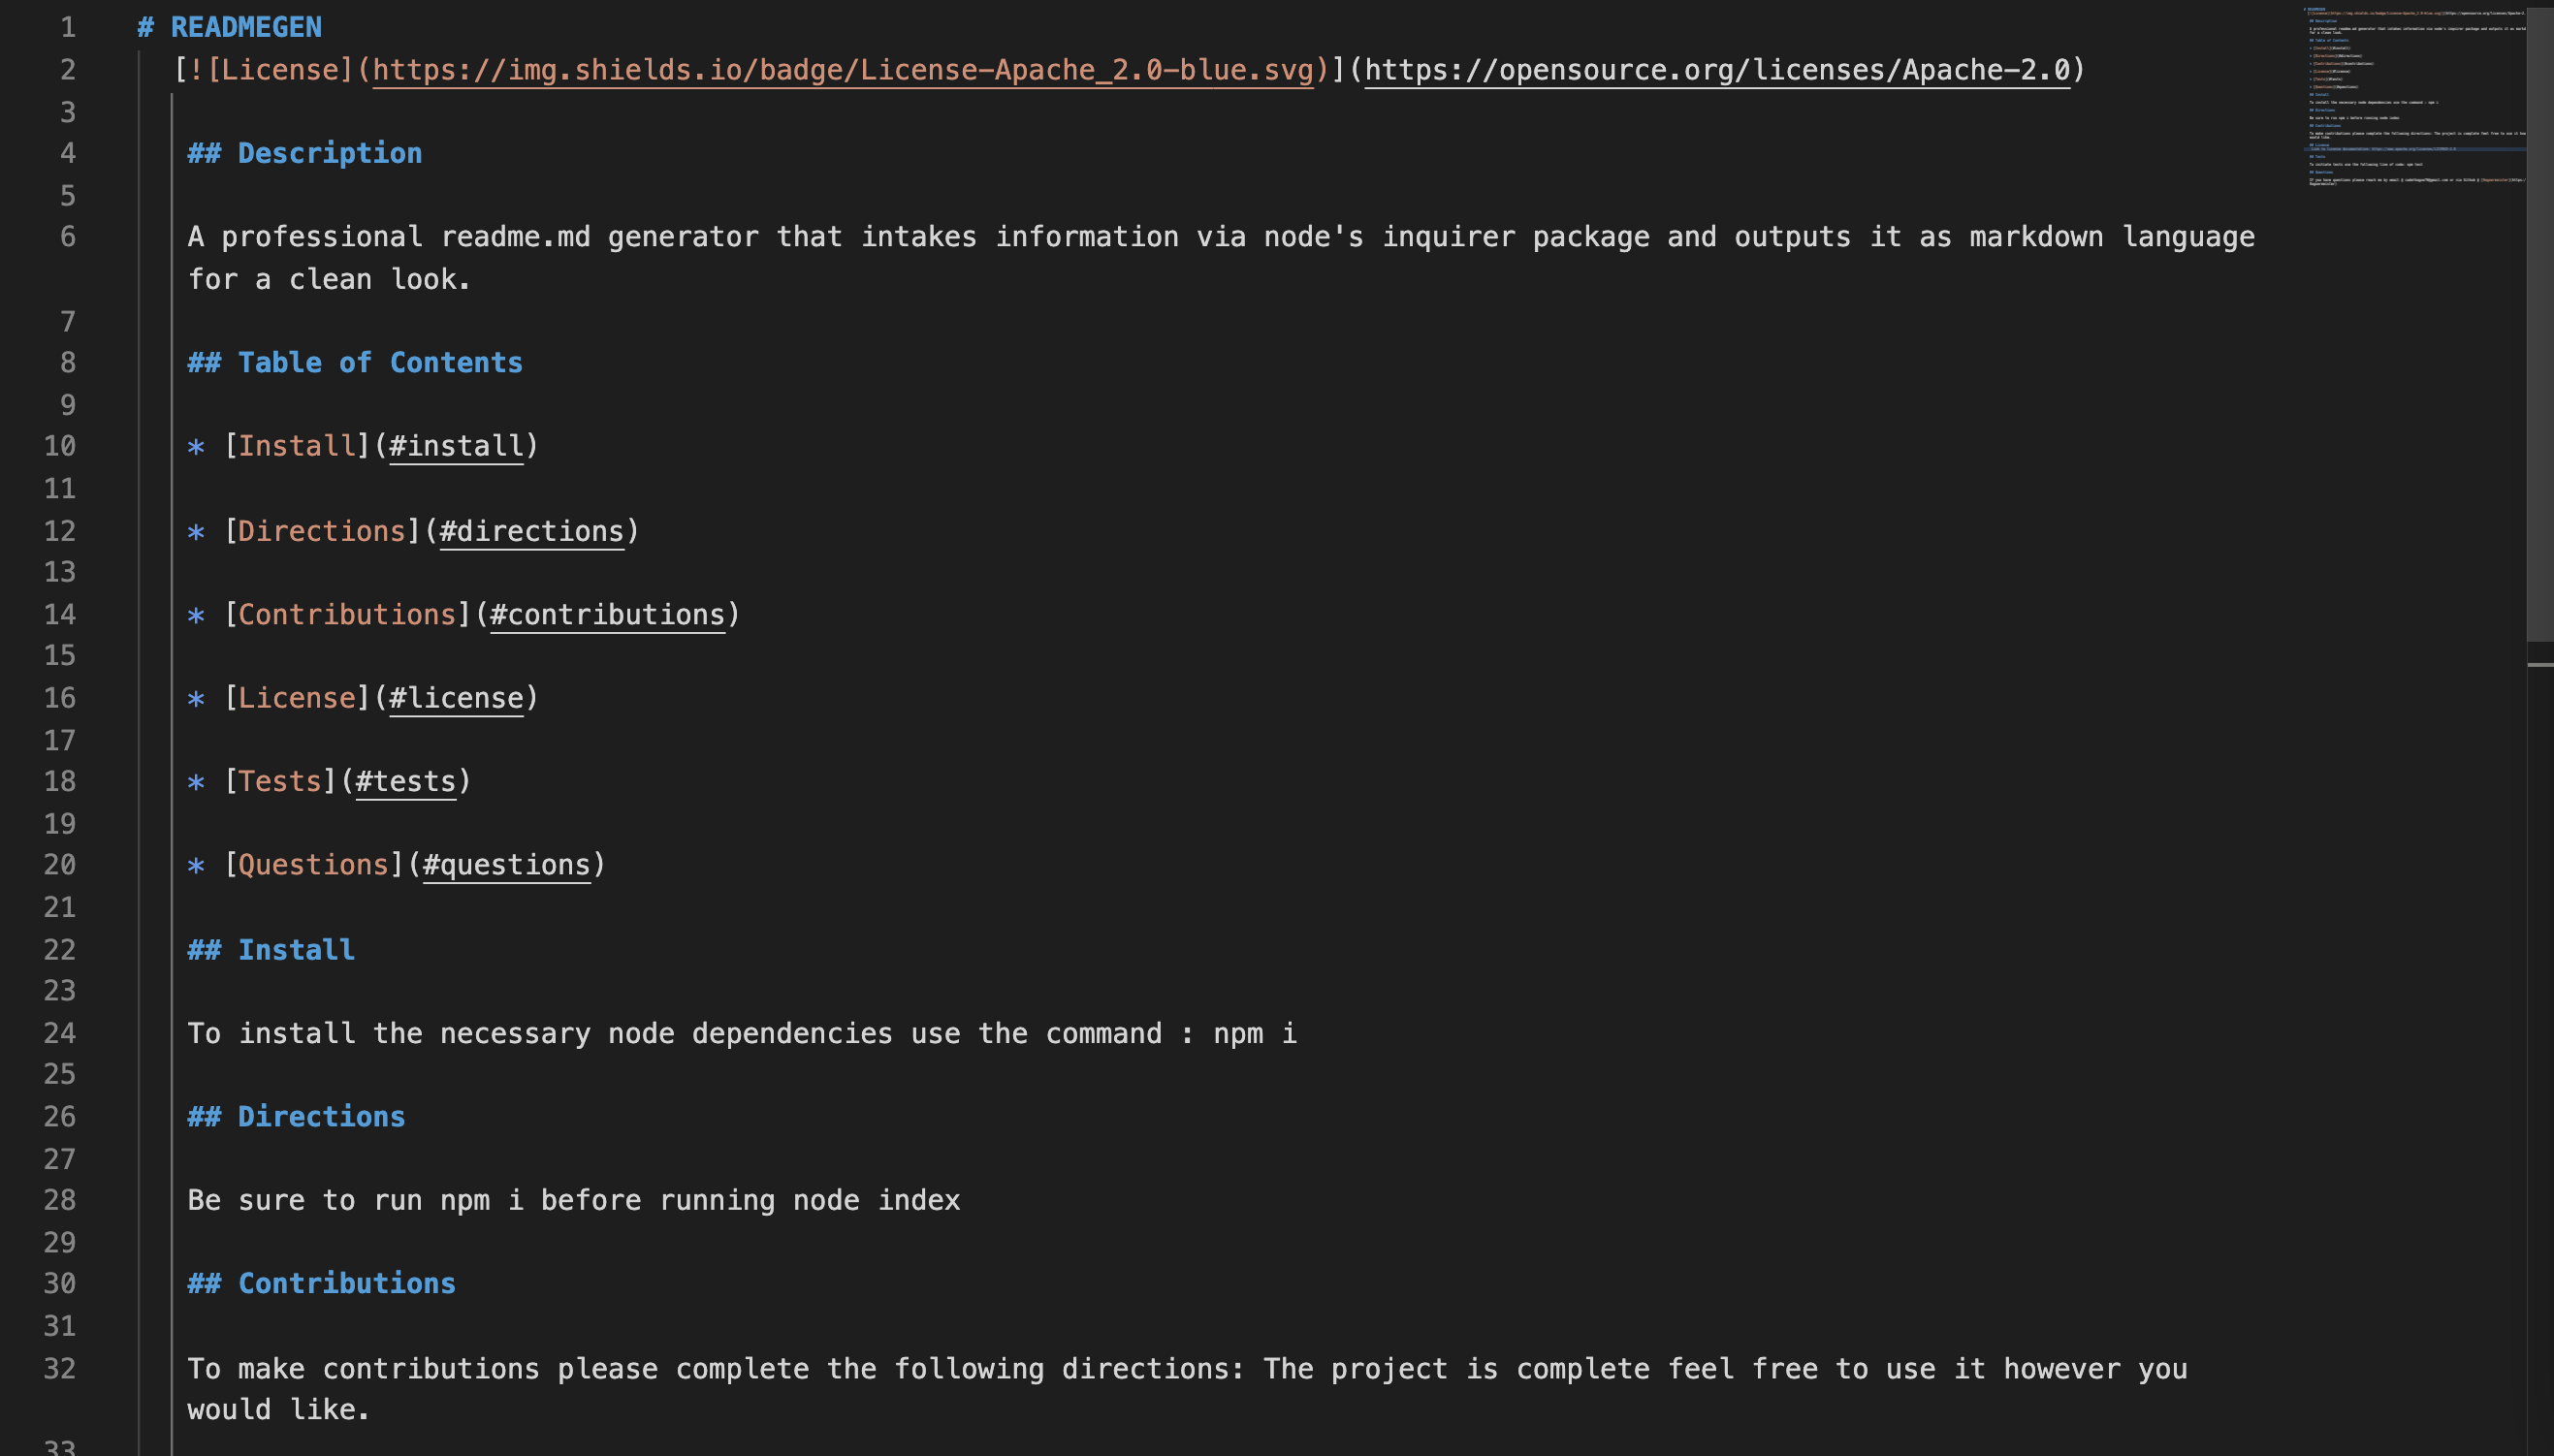 1 # READMEGEN
2 [![License](https://img.shields.io/badge/License-Apache_2.0-blue.svg)](https://opensource.org/licenses/Apache-2.0)
3
4 ## Description
5
6 A professional readme.md generator that intakes information via node's inquirer package and outputs it as markdown language
for a clean look.
7
8 ## Table of Contents
9
10 * [Install](#install)
11
12 * [Directions](#directions)
13
14 * [Contributions](#contributions)
15
16 * [License](#license)
17
18 * [Tests](#tests)
19
20 * [Questions](#questions)
21
22 ## Install
23
24 To install the necessary node dependencies use the command : npm i
25
26 ## Directions
27
28 Be sure to run npm i before running node index
29
30 ## Contributions
31
32 To make contributions please complete the following directions: The project is complete feel free to use it however you
would like.
33